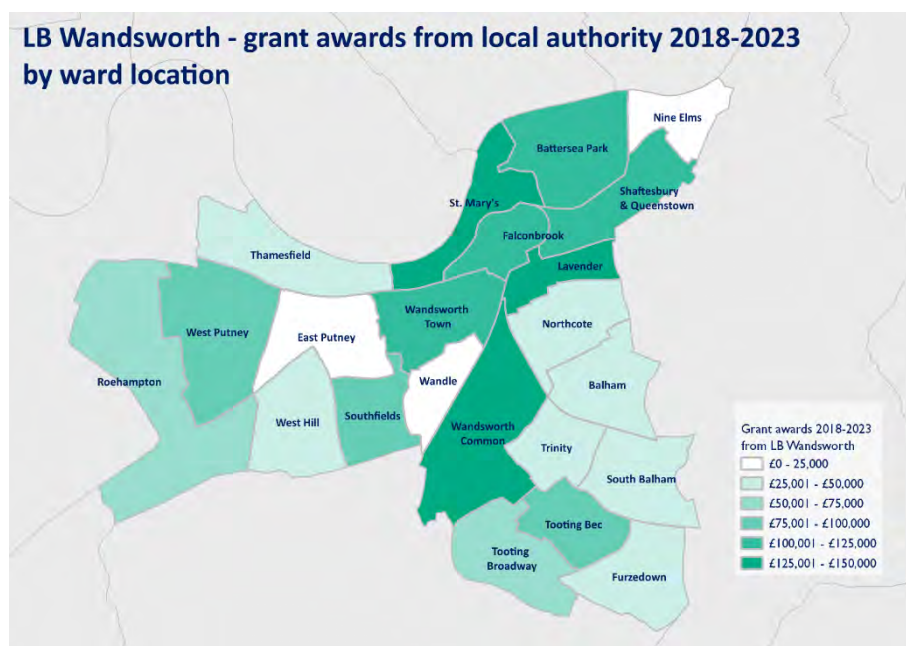 LB Wandsworth - grant awards from local authority 2018-2023
by ward location
Nine Elms
Battersea Park
Shaftesbury
& Queenstown
St. Mary's
Falconbrook
Thamesfield
Lavender
Wandsworth
Town
Northcote
West Putney
East Putney
Roehampton
Wandle
Balham
West Hill
Southfields
Wandsworth
Common
Trinity
South Balham
Tooting Bec
Tooting
Broadway
Furzedown
Grant awards 2018-2023
from LB Wandsworth
£0 - 25,000
£25,001 - £50,000
£50,001 - £75,000
£75,001 - £100,000
£100,001 - £125,000
£125,001 - £150,000